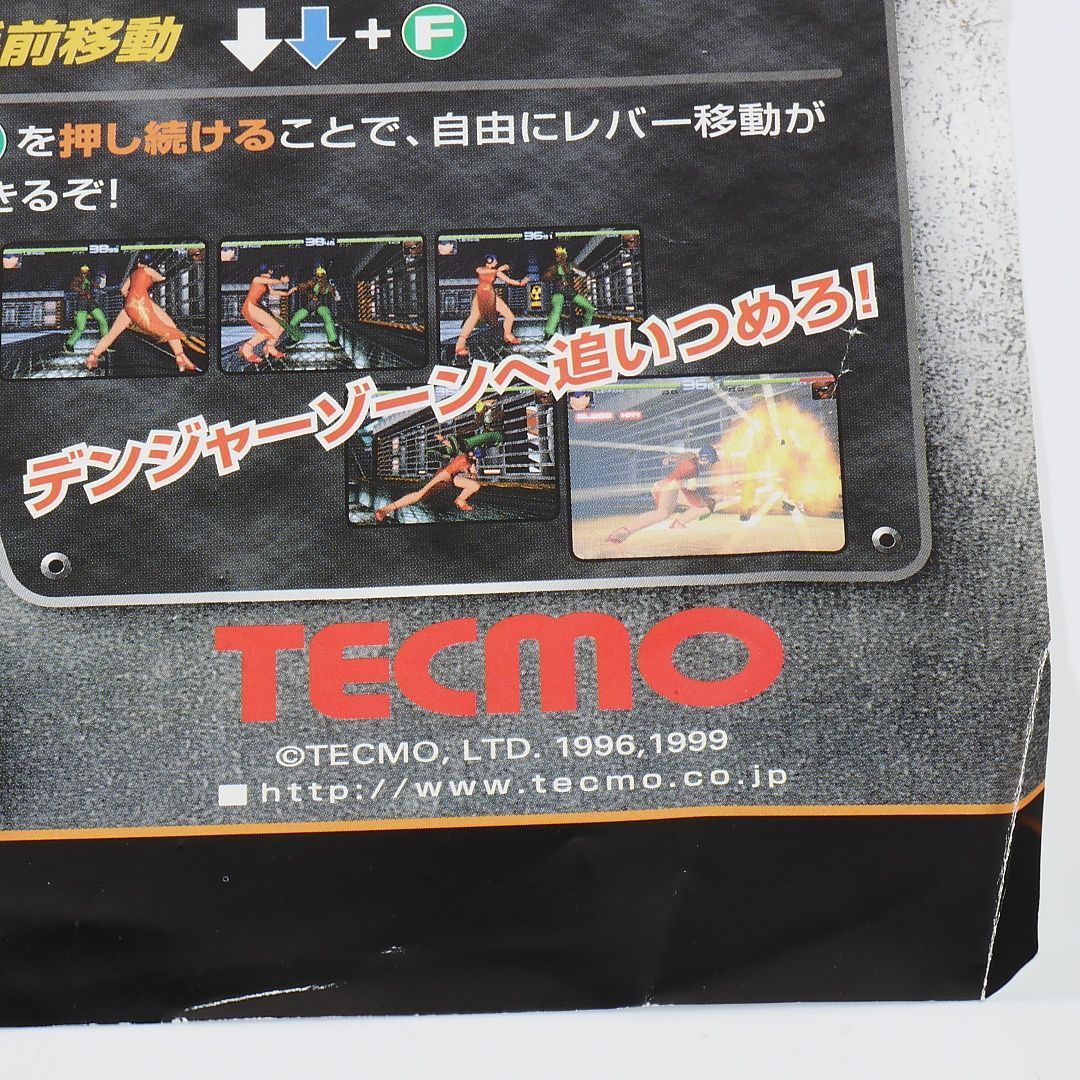 前移動
+ F
を押し続けることで、自由にレバー移動が
きるぞ!
デンジャーゾーンへ追いつめろ!
TECMO
©TECMO, LTD. 1996,1999
http://www.tecmo.co.jp